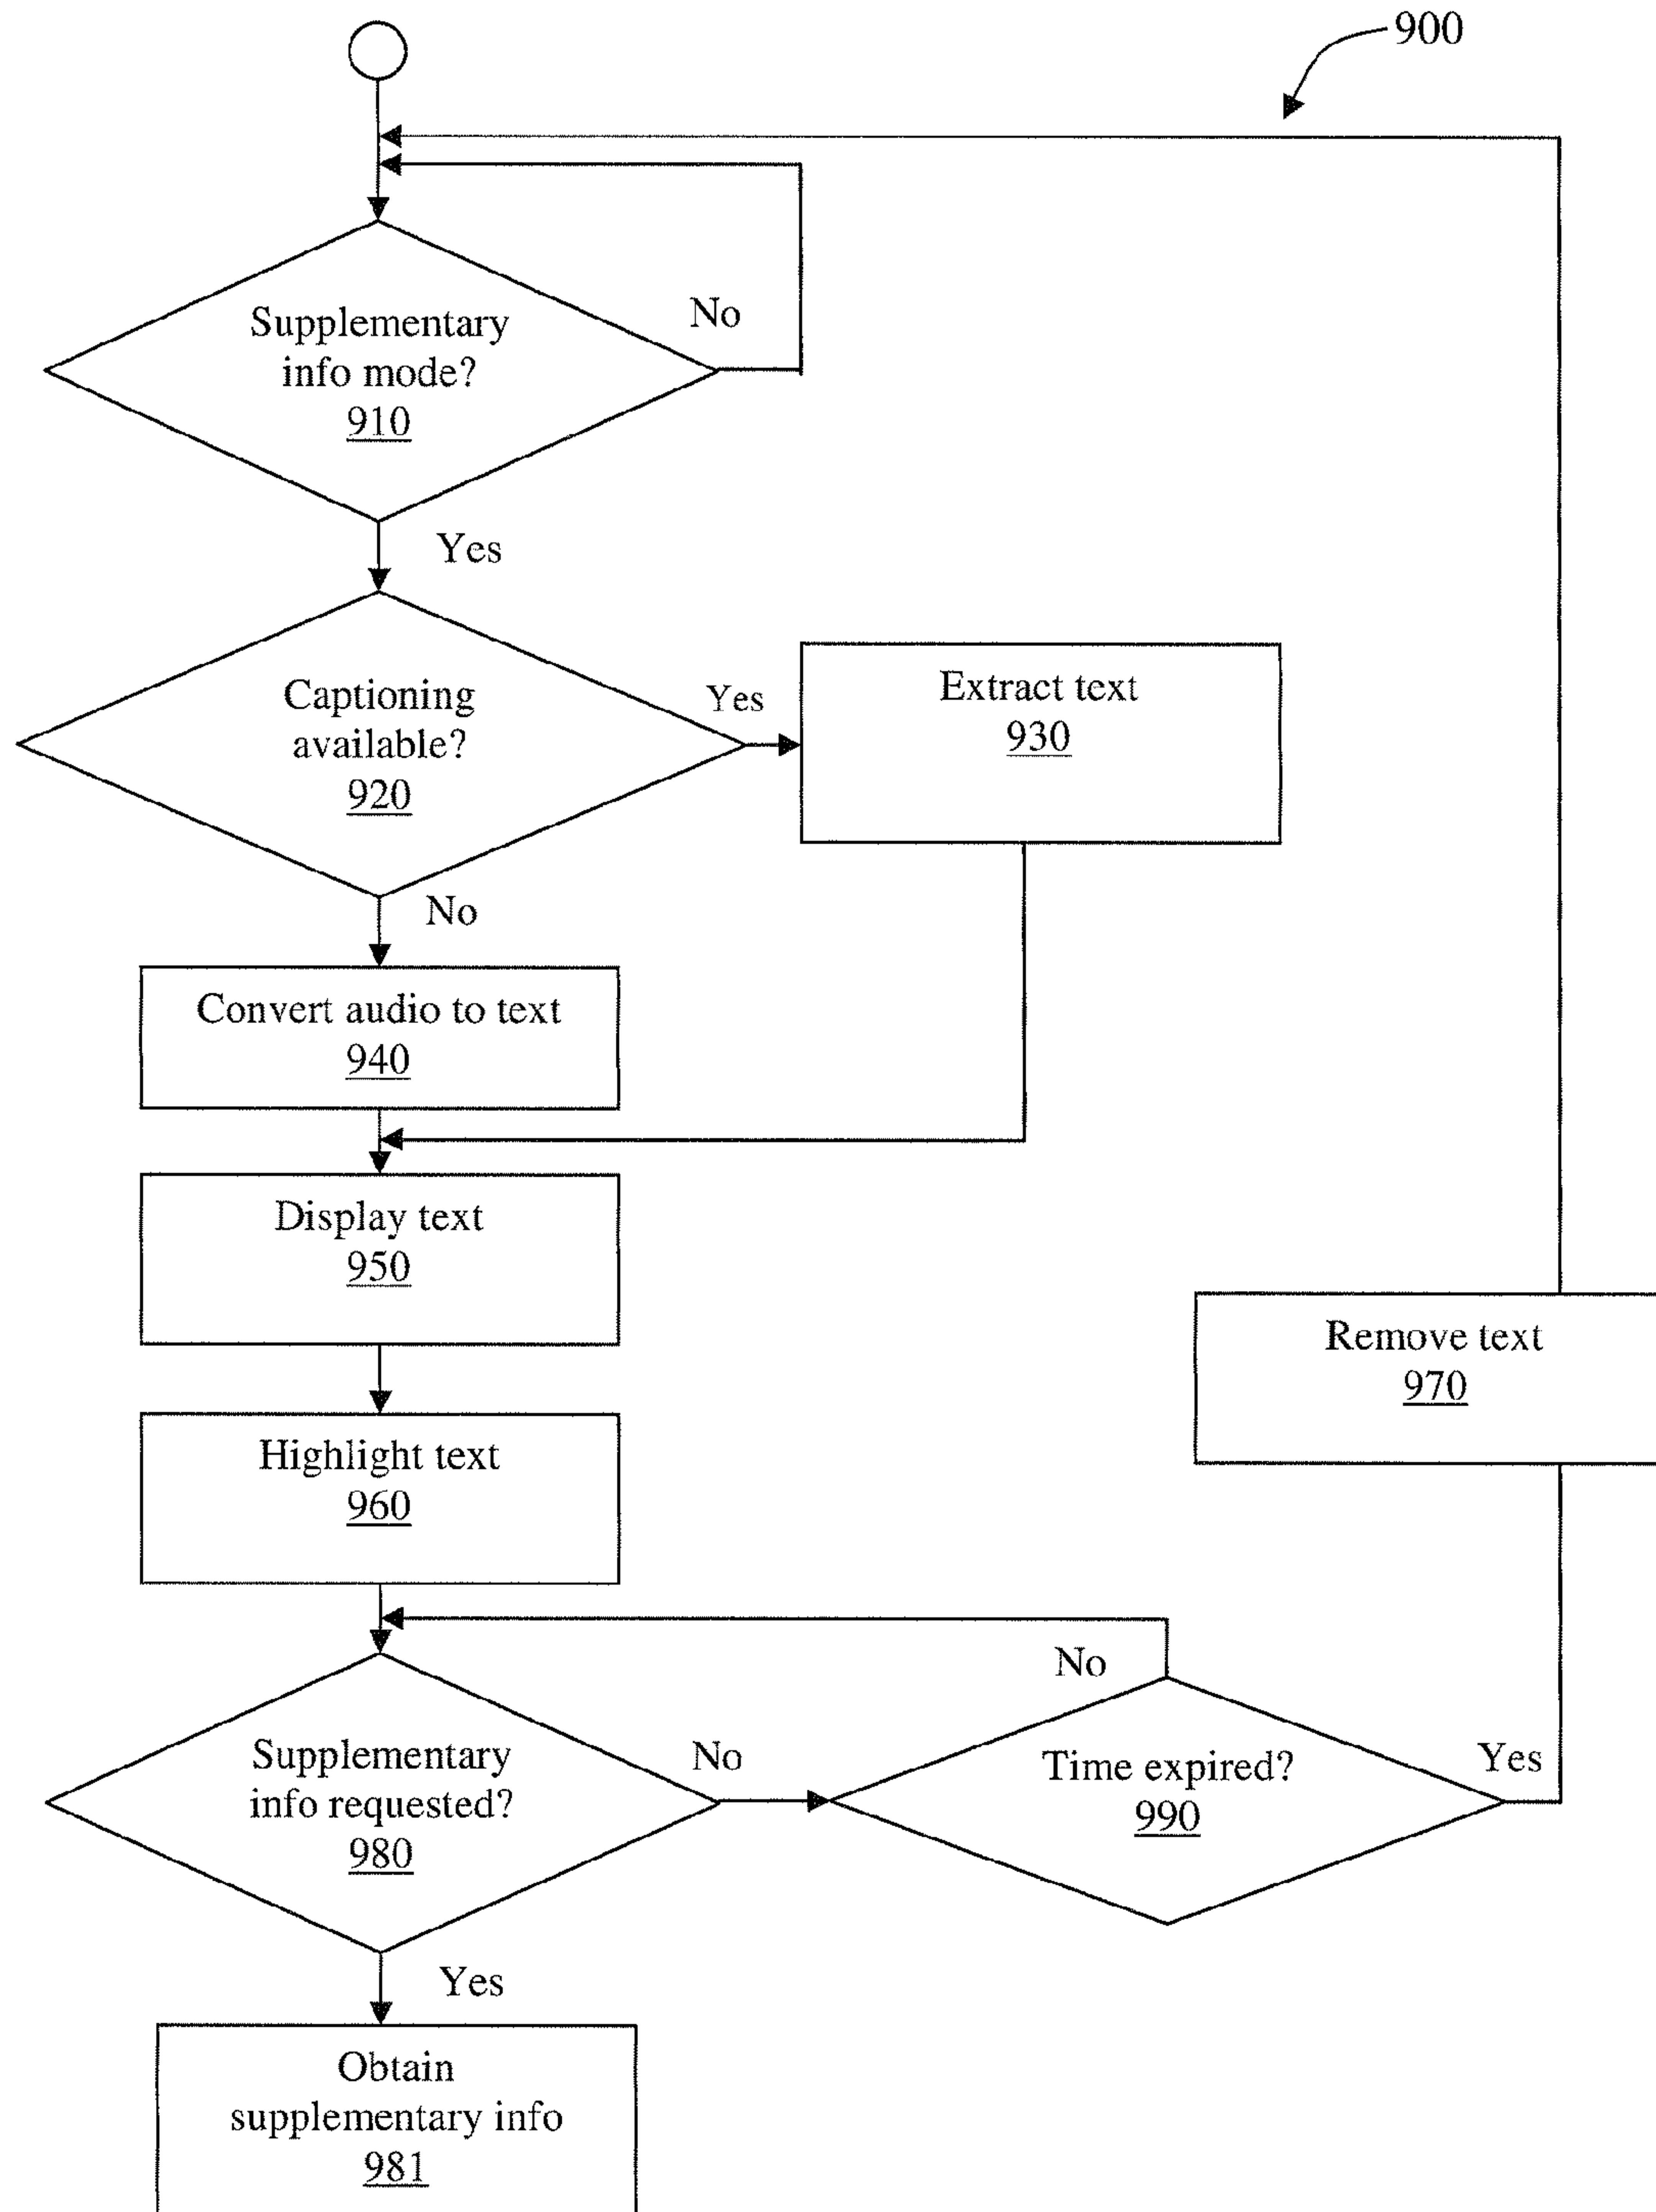 900
Supplementary
info mode?
910
No
Yes
Captioning
available?
920
Yes
Extract text
930
No
Convert audio to text
940
Display text
950
Remove text
970
Highlight text
960
No
Supplementary
info requested?
980
No
Time expired?
990
Yes
Yes
Obtain
supplementary info
981